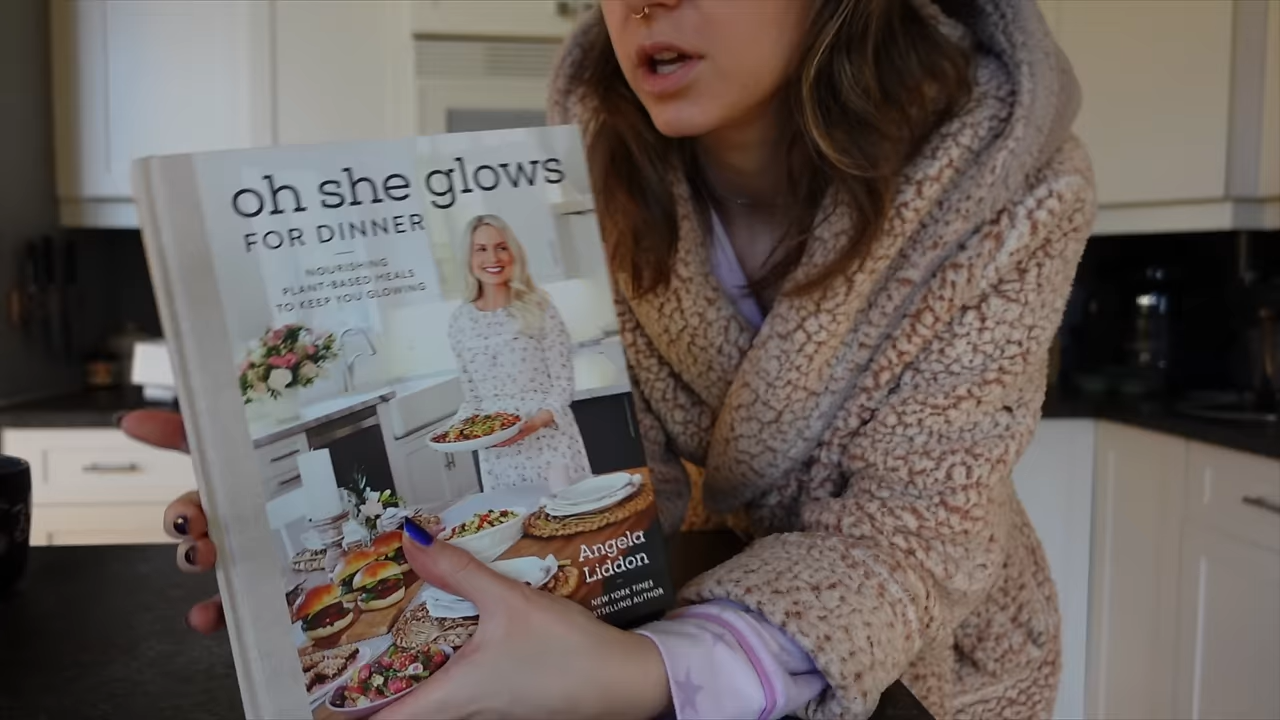 oh she glows
FOR DINNER
NOURISHING
PLANT-BASED MEALS
TO KEEP YOU GLOWING
Angela
Liddon
NEW YORK TIMES
BESTSELLING AUTHOR